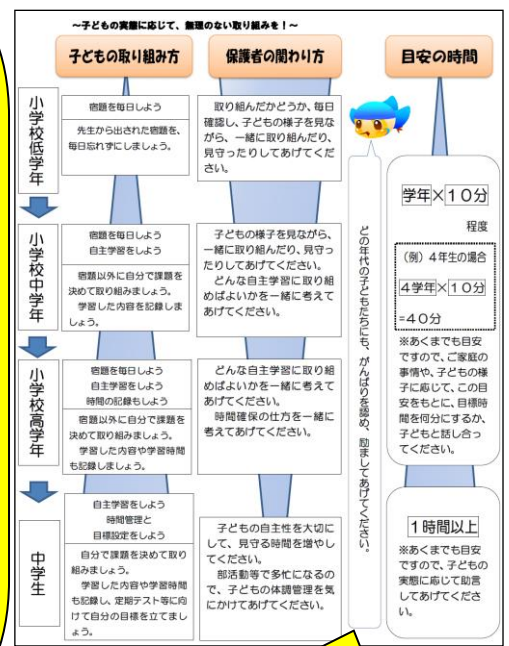 ～子どもの実態に応じて、無理のない取り組みを！～
子どもの取り組み方
保護者の関わり方
目安の時間
小学校低学年
宿題を毎日しよう
先生から出された宿題を、
毎日忘れずにしましょう。
取り組んだかどうか、毎日
確認し、子どもの様子を見な
がら、一緒に取り組んだり、
見守ったりしてあげてくだ
さい。
小学校中学年
宿題を毎日しよう
自主学習をしよう
宿題以外に自分で課題を
決めて取り組みましょう。
学習した内容を記録しま
しょう。
子どもの様子を見ながら、
一緒に取り組んだり、見守っ
たりしてあげてください。
どんな自主学習に取り組
めばよいかを一緒に考えて
あげてください。
小学校高学年
宿題を毎日しよう
自主学習をしよう
時間の記録もしよう
宿題以外に自分で課題を
決めて取り組みましょう。
学習した内容や学習時間
も記録しましょう。
どんな自主学習に取り組
めばよいかを一緒に考えて
あげてください。
時間確保の仕方を一緒に
考えてあげてください。
中学生
自主学習をしよう
時間管理と
目標設定をしよう
自分で課題を決めて取り
組みましょう。
学習した内容や学習時間
も記録し、定期テスト等に向
けて自分の目標を立てまし
ょう。
子どもの自主性を大切に
して、見守る時間を増やし
てください。
部活動等で多忙になるの
で、子どもの体調管理を気
にかけてあげてください。
どの年代の子どもたちにも、がんばりを認め、励ましてあげてください。
学年×１０分
程度
（例）４年生の場合
４学年×１０分
=４０分
※あくまでも目安
ですので、ご家庭の
事情や、子どもの様
子に応じて、この目
安をもとに、目標時
間を何分にするか、
子どもと話し合っ
てください。
１時間以上
※あくまでも目安
ですので、子どもの
実態に応じて助言
してあげてくださ
い。